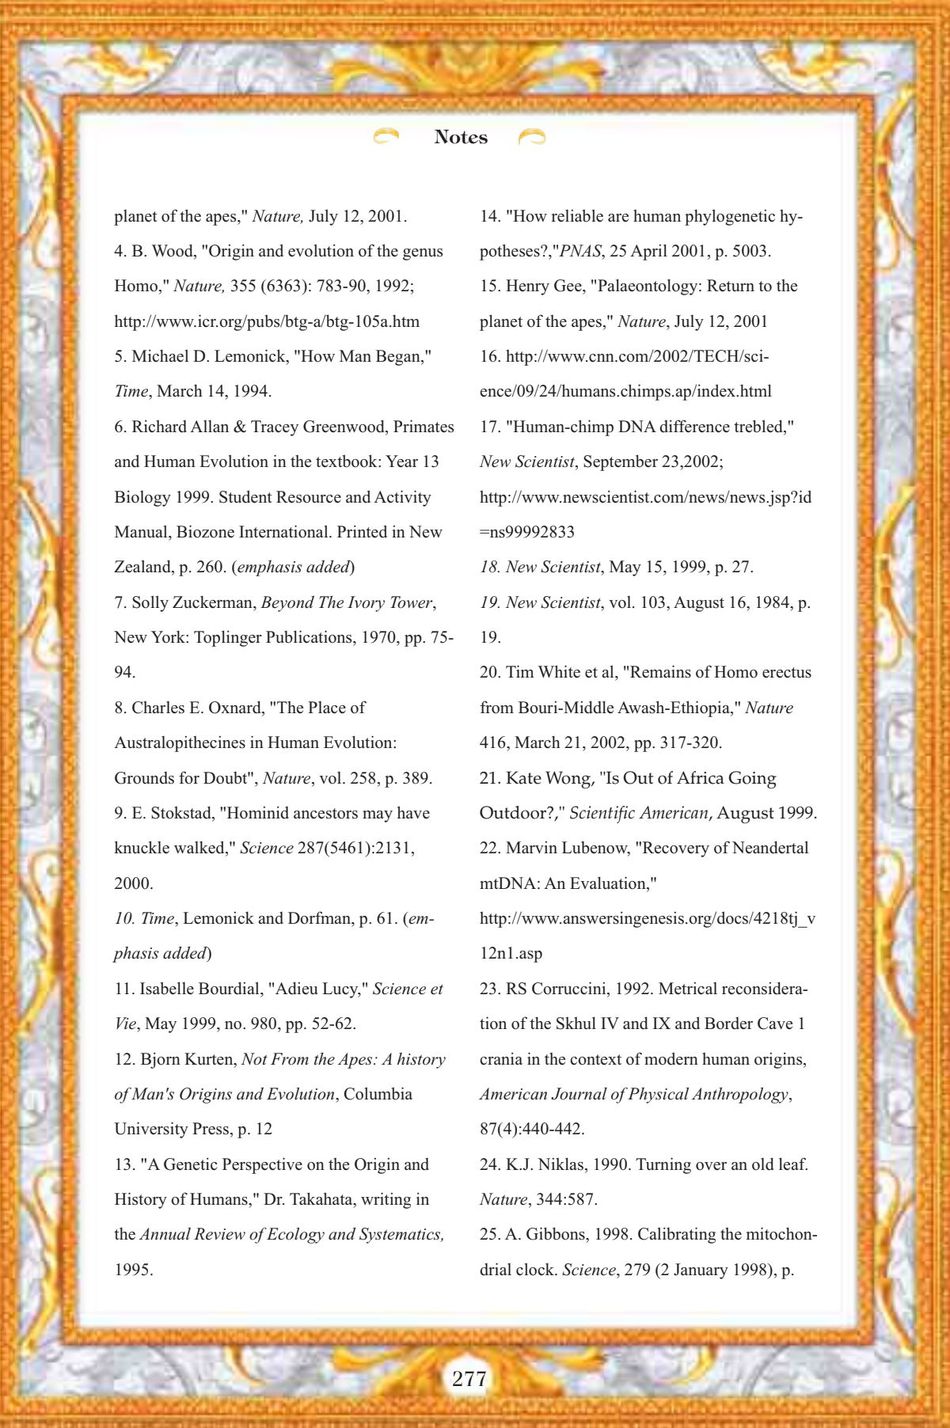 Notes
planet of the apes," Nature, July 12, 2001.
4. B. Wood, "Origin and evolution of the genus
Homo," Nature, 355 (6363): 783-90, 1992;
http://www.icr.org/pubs/btg-a/btg-105a.htm
5. Michael D. Lemonick, "How Man Began,"
Time, March 14, 1994.
6. Richard Allan & Tracey Greenwood, Primates
and Human Evolution in the textbook: Year 13
Biology 1999. Student Resource and Activity
Manual, Biozone International. Printed in New
Zealand, p. 260. (emphasis added)
7. Solly Zuckerman, Beyond The Ivory Tower,
New York: Toplinger Publications, 1970, pp. 75-
94.
8. Charles E. Oxnard, "The Place of
Australopithecines in Human Evolution:
Grounds for Doubt", Nature, vol. 258, p. 389.
9. E. Stokstad, "Hominid ancestors may have
knuckle walked," Science 287(5461):2131,
2000.
10. Time, Lemonick and Dorfman, p. 61. (em-
phasis added)
11. Isabelle Bourdial, "Adieu Lucy," Science et
Vie, May 1999, no. 980, pp. 52-62.
12. Bjorn Kurten, Not From the Apes: A history
of Man's Origins and Evolution, Columbia
University Press, p. 12
13. "A Genetic Perspective on the Origin and
History of Humans," Dr. Takahata, writing in
the Annual Review of Ecology and Systematics,
1995.
14. "How reliable are human phylogenetic hy-
potheses?,"PNAS, 25 April 2001, p. 5003.
15. Henry Gee, "Palaeontology: Return to the
planet of the apes," Nature, July 12, 2001
16. http://www.cnn.com/2002/TECH/sci-
ence/09/24/humans.chimps.ap/index.html
17. "Human-chimp DNA difference trebled,"
New Scientist, September 23,2002;
http://www.newscientist.com/news/news.jsp?id
=ns99992833
18. New Scientist, May 15, 1999, p. 27.
19. New Scientist, vol. 103, August 16, 1984, p.
19.
20. Tim White et al, "Remains of Homo erectus
from Bouri-Middle Awash-Ethiopia," Nature
416, March 21, 2002, pp. 317-320.
21. Kate Wong, "Is Out of Africa Going
Outdoor?," Scientific American, August 1999.
22. Marvin Lubenow, "Recovery of Neandertal
mtDNA: An Evaluation,"
http://www.answersingenesis.org/docs/4218tj_v
12n1.asp
23. RS Corruccini, 1992. Metrical reconsidera-
tion of the Skhul IV and IX and Border Cave 1
crania in the context of modern human origins,
American Journal of Physical Anthropology,
87(4):440-442.
24. K.J. Niklas, 1990. Turning over an old leaf.
Nature, 344:587.
25. A. Gibbons, 1998. Calibrating the mitochon-
drial clock. Science, 279 (2 January 1998), p.
277